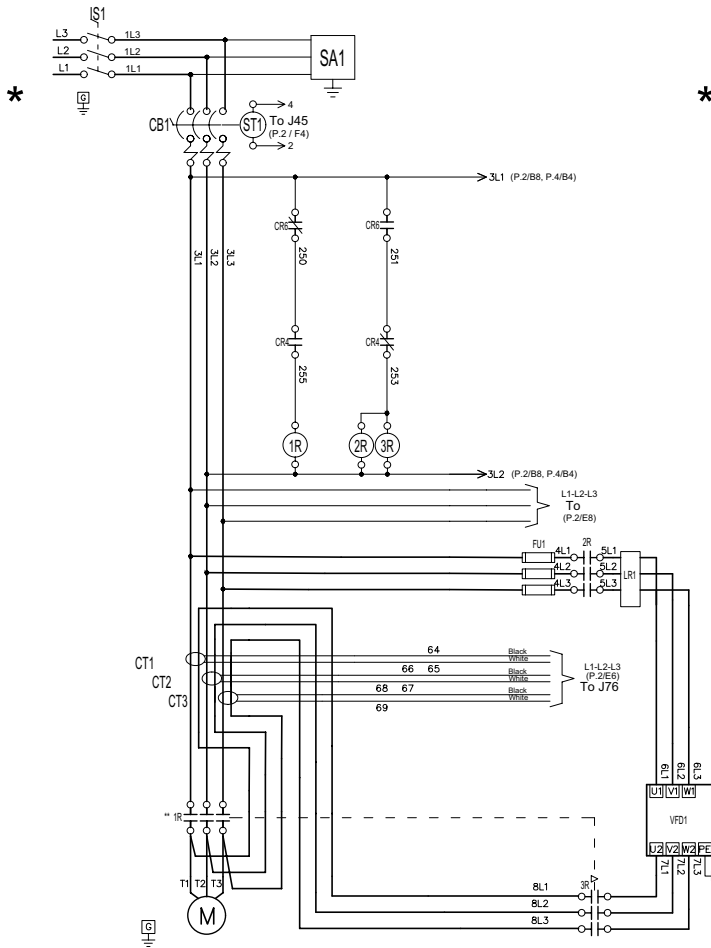 IS1
L3 1L3
L2 1L2
L1 1L1
SA1
* *
G
CB1 ST1 4
To J45
(P.2 / F4)
2
3L1 (P.2/B8, P.4/B4)
CR6 CR6
3L1 3L2 3L3 250 251
CR4 CR4
255 253
1R 2R 3R
3L2 (P.2/B8, P.4/B4)
L1-L2-L3
To
(P.2/E8)
FU1 2R
4L1 5L1
4L2 5L2
4L3 5L3
LR1
CT1 64 Black
White
CT2 66 65 Black
White
CT3 68 67 Black
White
69
L1-L2-L3
(P.2/E6)
To J76
6L1 6L2 6L3
U1 V1 W1
VFD1
U2 V2 W2 PE
7L1 7L2 7L3
** 1R
T1 T2 T3
M
G
8L1 3R
8L2
8L3